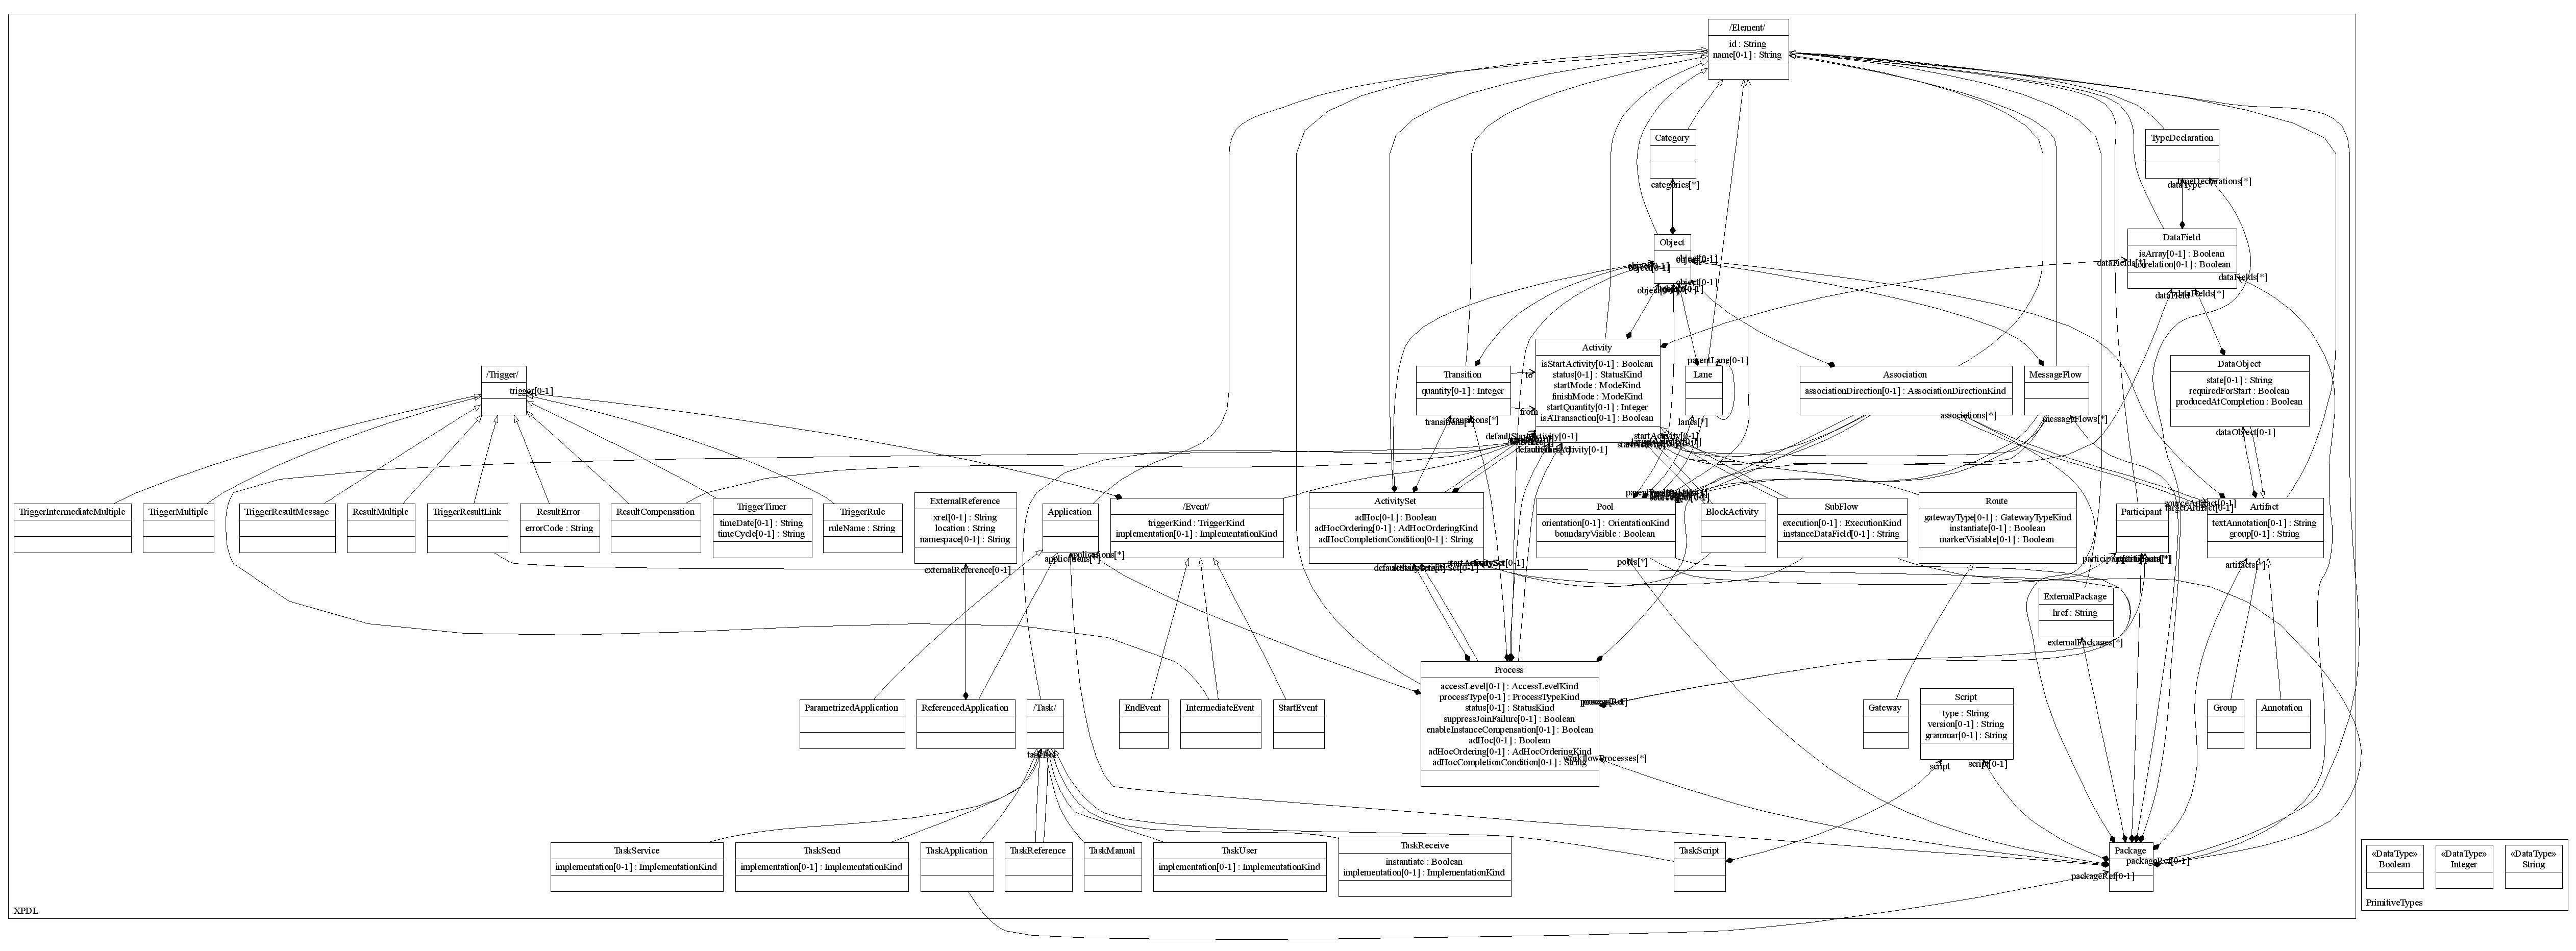 /Element/
id : String
name[0-1] : String
Category
categories[*]
TypeDeclaration
typeDeclarations[*]
dataType
Object
object[0-1]
object[0-1]
object[0-1]
DataField
isArray[0-1] : Boolean
correlation[0-1] : Boolean
dataFields[*]
dataFields[*]
dataField
dataFields[*]
/Trigger/
trigger[0-1]
Transition
quantity[0-1] : Integer
transitions[*]
transitions[*]
to
from
Activity
isStartActivity[0-1] : Boolean
status[0-1] : StatusKind
startMode : ModeKind
finishMode : ModeKind
startQuantity[0-1] : Integer
isATransaction[0-1] : Boolean
defaultStartActivity[0-1]
startActivity[0-1]
Lane
parentLane[0-1]
lanes[*]
Association
associationDirection[0-1] : AssociationDirectionKind
associations[*]
MessageFlow
messageFlows[*]
DataObject
state[0-1] : String
requiredForStart : Boolean
producedAtCompletion : Boolean
dataObject[0-1]
TriggerIntermediateMultiple
TriggerMultiple
TriggerResultMessage
ResultMultiple
TriggerResultLink
ResultError
errorCode : String
ResultCompensation
TriggerTimer
timeDate[0-1] : String
timeCycle[0-1] : String
TriggerRule
ruleName : String
ExternalReference
xref[0-1] : String
location : String
namespace[0-1] : String
externalReference[0-1]
Application
applications[*]
applications[*]
/Event/
triggerKind : TriggerKind
implementation[0-1] : ImplementationKind
ActivitySet
adHoc[0-1] : Boolean
adHocOrdering[0-1] : AdHocOrderingKind
adHocCompletionCondition[0-1] : String
startActivitySet[0-1]
Pool
orientation[0-1] : OrientationKind
boundaryVisible : Boolean
pools[*]
BlockActivity
SubFlow
execution[0-1] : ExecutionKind
instanceDataField[0-1] : String
Route
gatewayType[0-1] : GatewayTypeKind
instantiate[0-1] : Boolean
markerVisiable[0-1] : Boolean
Participant
participants[*]
sourceArtifact[0-1]
targetArtifact[0-1]
Artifact
textAnnotation[0-1] : String
group[0-1] : String
artifacts[*]
ExternalPackage
href : String
externalPackages[*]
ParametrizedApplication
ReferencedApplication
/Task/
EndEvent
IntermediateEvent
StartEvent
Process
accessLevel[0-1] : AccessLevelKind
processType[0-1] : ProcessTypeKind
status[0-1] : StatusKind
suppressJoinFailure[0-1] : Boolean
enableInstanceCompensation[0-1] : Boolean
adHoc[0-1] : Boolean
adHocOrdering[0-1] : AdHocOrderingKind
adHocCompletionCondition[0-1] : String
workflowProcesses[*]
Gateway
Script
type : String
version[0-1] : String
grammar[0-1] : String
script
script[0-1]
Group
Annotation
TaskService
implementation[0-1] : ImplementationKind
TaskSend
implementation[0-1] : ImplementationKind
TaskApplication
TaskReference
TaskManual
TaskUser
implementation[0-1] : ImplementationKind
TaskReceive
instantiate : Boolean
implementation[0-1] : ImplementationKind
TaskScript
Package
packageRef[0-1]
packageRef[0-1]
XPDL
«DataType»
Boolean
«DataType»
Integer
«DataType»
String
PrimitiveTypes